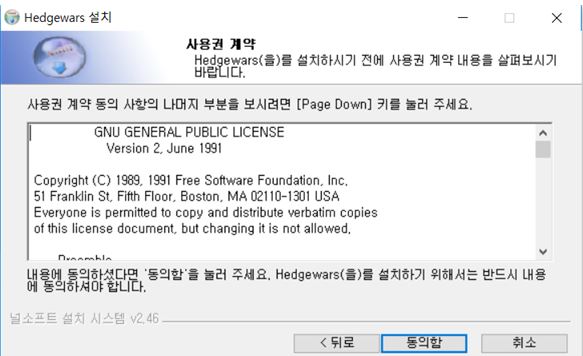 Hedgewars 설치
사용권 계약
Hedgewars(을)를 설치하시기 전에 사용권 계약 내용을 살펴보시기
바랍니다.
사용권 계약 동의 사항의 나머지 부분을 보시려면 [Page Down] 키를 눌러 주세요.
GNU GENERAL PUBLIC LICENSE
Version 2, June 1991
Copyright (C) 1989, 1991 Free Software Foundation, Inc.
51 Franklin St, Fifth Floor, Boston, MA 02110-1301 USA
Everyone is permitted to copy and distribute verbatim copies
of this license document, but changing it is not allowed.
Preamble
내용에 동의하셨다면 '동의함'을 눌러 주세요. Hedgewars(을)를 설치하기 위해서는 반드시 내용
에 동의하셔야 합니다.
널소프트 설치 시스템 v2.46
< 뒤로 동의함 취소